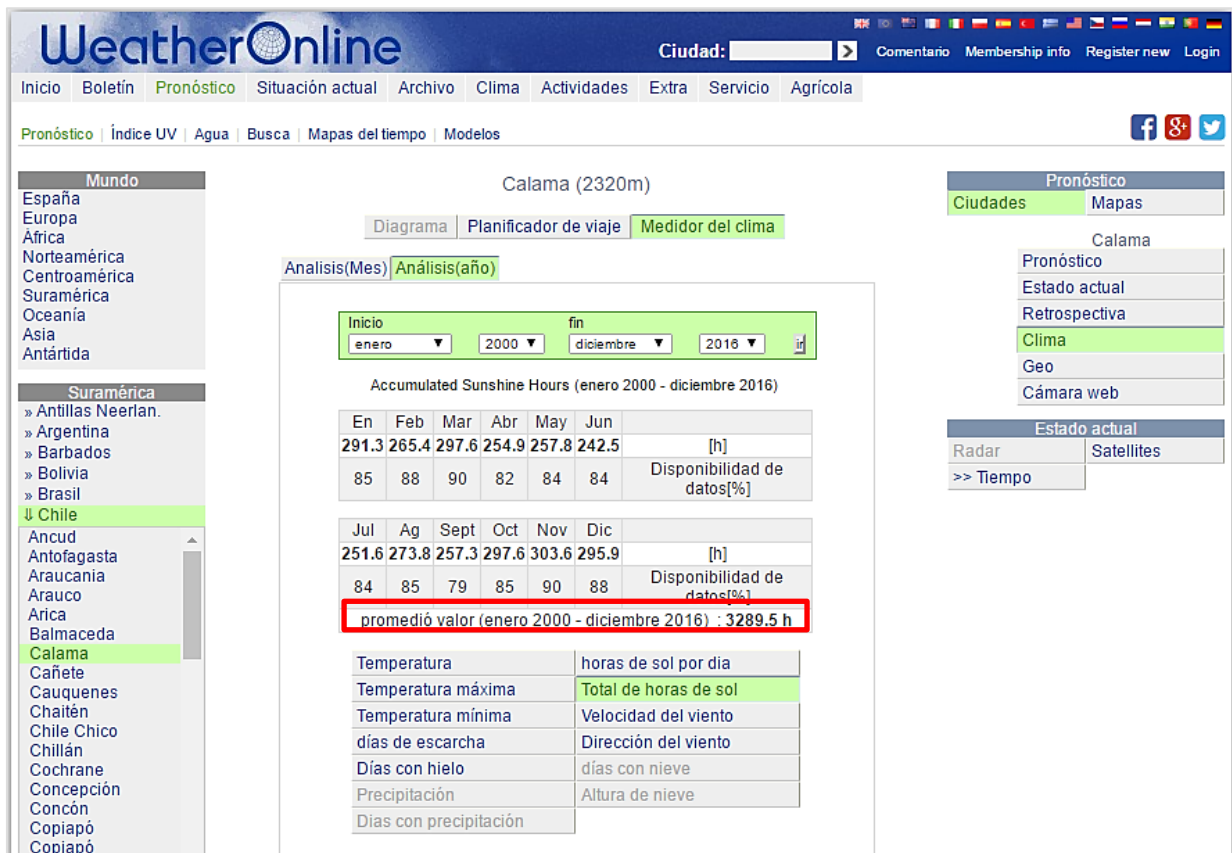 WeatherOnline
Ciudad:
Comentario Membership info Register new Login
Inicio Boletín Pronóstico Situación actual Archivo Clima Actividades Extra Servicio Agrícola
Pronóstico | Índice UV | Agua | Busca | Mapas del tiempo | Modelos
Mundo
España
Europa
África
Norteamérica
Centroamérica
Suramérica
Oceanía
Asia
Antártida
Suramérica
» Antillas Neerlan.
» Argentina
» Barbados
» Bolivia
» Brasil
⇓ Chile
Ancud
Antofagasta
Araucania
Arauco
Arica
Balmaceda
Calama
Cañete
Cauquenes
Chaitén
Chile Chico
Chillán
Cochrane
Concepción
Concón
Copiapó
Copiapó
Calama (2320m)
Diagrama Planificador de viaje Medidor del clima
Analisis(Mes) Análisis(año)
Inicio fin
enero 2000 diciembre 2016 ir
Accumulated Sunshine Hours (enero 2000 - diciembre 2016)
En Feb Mar Abr May Jun
291.3 265.4 297.6 254.9 257.8 242.5 [h]
85 88 90 82 84 84 Disponibilidad de
datos[%]
Jul Ag Sept Oct Nov Dic
251.6 273.8 257.3 297.6 303.6 295.9 [h]
84 85 79 85 90 88 Disponibilidad de
datos[%]
promedió valor (enero 2000 - diciembre 2016) : 3289.5 h
Temperatura horas de sol por dia
Temperatura máxima Total de horas de sol
Temperatura mínima Velocidad del viento
días de escarcha Dirección del viento
Días con hielo días con nieve
Precipitación Altura de nieve
Dias con precipitación
Pronóstico
Ciudades Mapas
Calama
Pronóstico
Estado actual
Retrospectiva
Clima
Geo
Cámara web
Estado actual
Radar Satellites
>> Tiempo